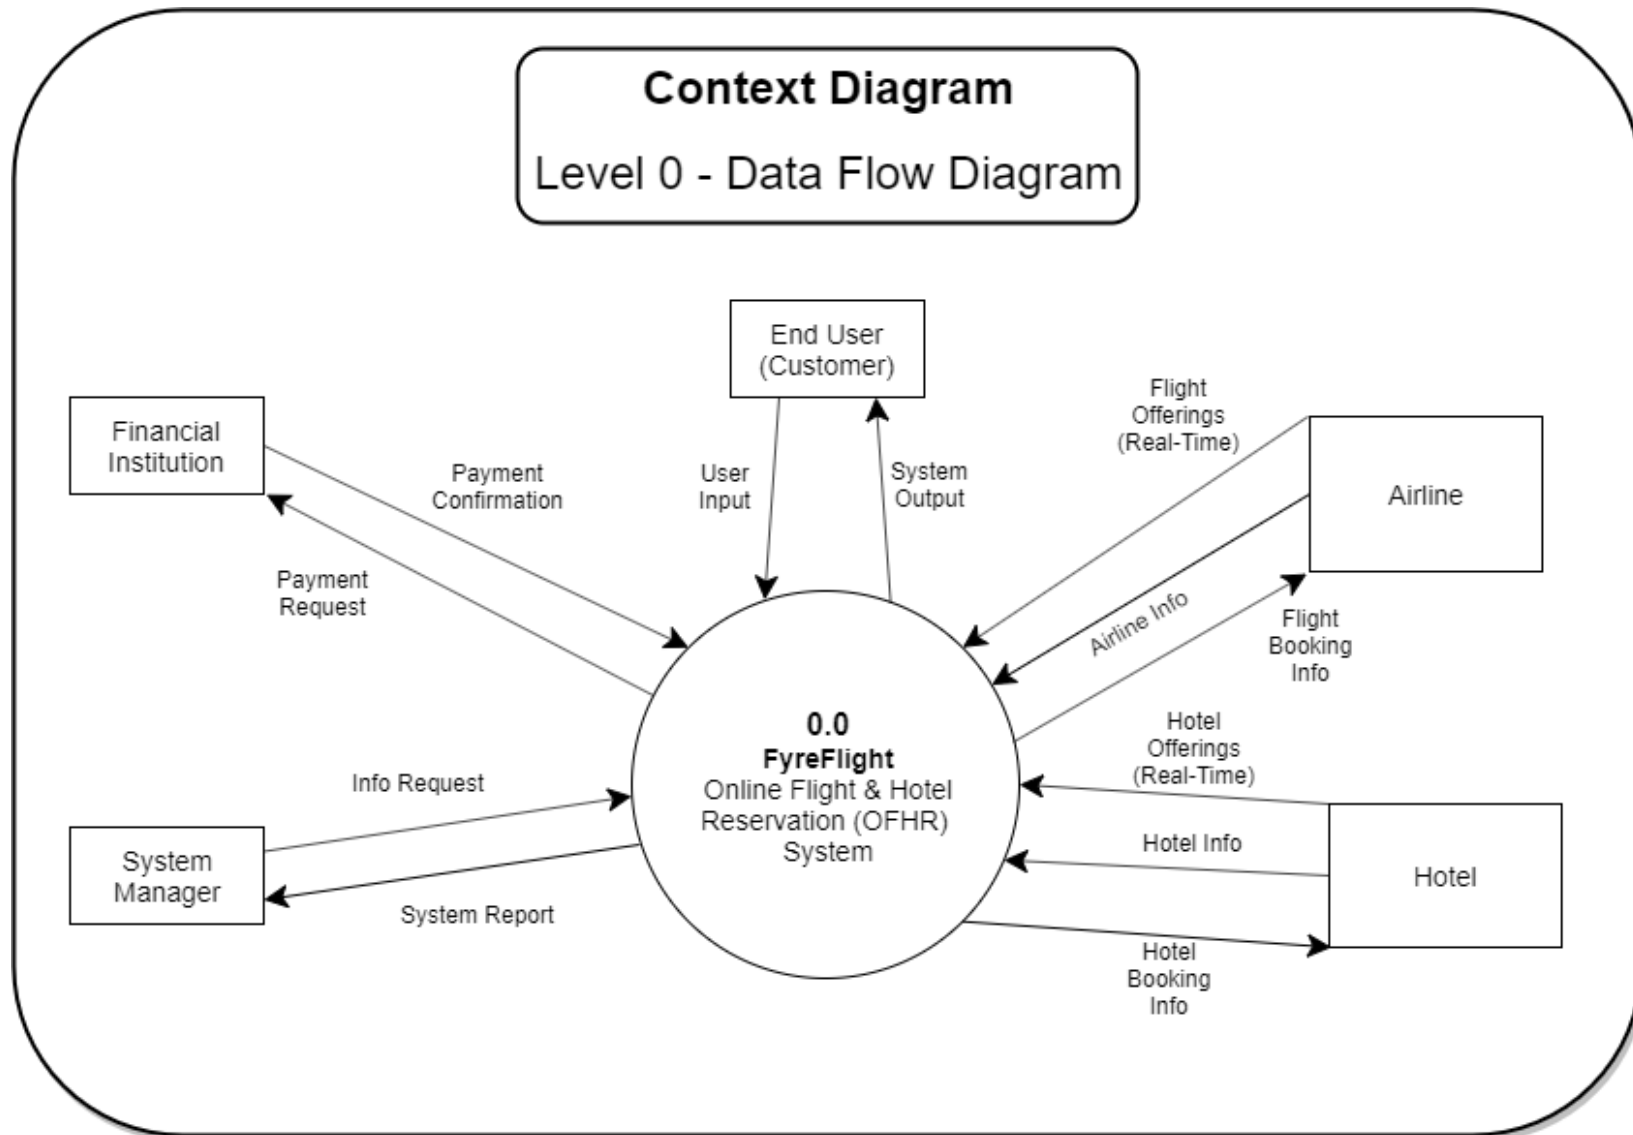 Context Diagram
Level 0 - Data Flow Diagram
End User
(Customer)
Financial
Institution
Payment
Confirmation
Payment
Request
User
Input
System
Output
Flight
Offerings
(Real-Time)
Airline
Airline Info
Flight
Booking
Info
0.0
FyreFlight
Online Flight & Hotel
Reservation (OFHR)
System
Info Request
System
Manager
System Report
Hotel
Offerings
(Real-Time)
Hotel Info
Hotel
Hotel
Booking
Info